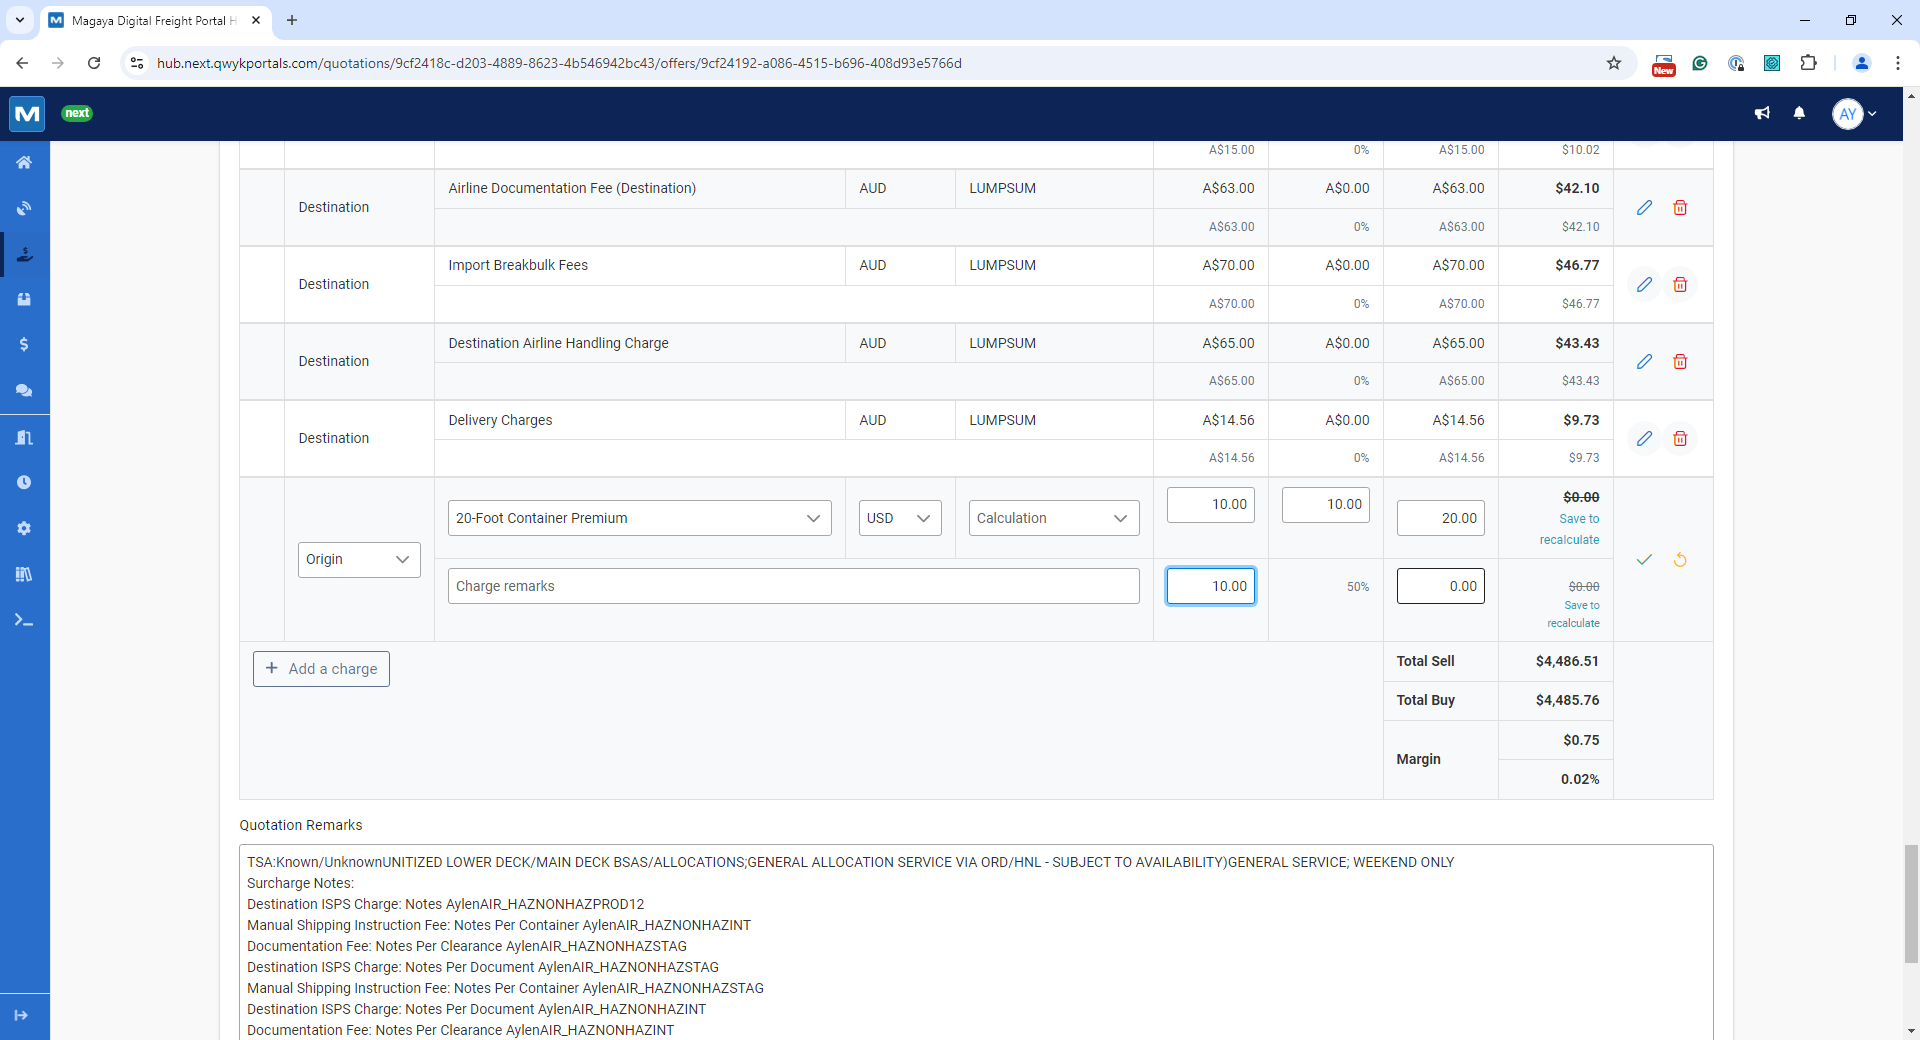 Magaya Digital Freight Portal H
hub.next.qwykportals.com/quotations/9cf2418c-d203-4889-8623-4b546942bc43/offers/9cf24192-a086-4515-b696-408d93e5766d
New
M
next
AY
A$15.00 0% A$15.00 $10.02
Destination
Airline Documentation Fee (Destination) AUD LUMPSUM A$63.00 A$0.00 A$63.00 $42.10
A$63.00 0% A$63.00 $42.10
Destination
Import Breakbulk Fees AUD LUMPSUM A$70.00 A$0.00 A$70.00 $46.77
A$70.00 0% A$70.00 $46.77
Destination
Destination Airline Handling Charge AUD LUMPSUM A$65.00 A$0.00 A$65.00 $43.43
A$65.00 0% A$65.00 $43.43
Destination
Delivery Charges AUD LUMPSUM A$14.56 A$0.00 A$14.56 $9.73
A$14.56 0% A$14.56 $9.73
Origin
20-Foot Container Premium USD Calculation 10.00 10.00 20.00 $0.00
Save to
recalculate
Charge remarks 10.00 50% 0.00 $0.00
Save to
recalculate
+ Add a charge
Total Sell $4,486.51
Total Buy $4,485.76
Margin $0.75
0.02%
Quotation Remarks
TSA:Known/UnknownUNITIZED LOWER DECK/MAIN DECK BSAS/ALLOCATIONS;GENERAL ALLOCATION SERVICE VIA ORD/HNL - SUBJECT TO AVAILABILITY)GENERAL SERVICE; WEEKEND ONLY
Surcharge Notes:
Destination ISPS Charge: Notes AylenAIR_HAZNONHAZPROD12
Manual Shipping Instruction Fee: Notes Per Container AylenAIR_HAZNONHAZINT
Documentation Fee: Notes Per Clearance AylenAIR_HAZNONHAZSTAG
Destination ISPS Charge: Notes Per Document AylenAIR_HAZNONHAZSTAG
Manual Shipping Instruction Fee: Notes Per Container AylenAIR_HAZNONHAZSTAG
Destination ISPS Charge: Notes Per Document AylenAIR_HAZNONHAZINT
Documentation Fee: Notes Per Clearance AylenAIR_HAZNONHAZINT